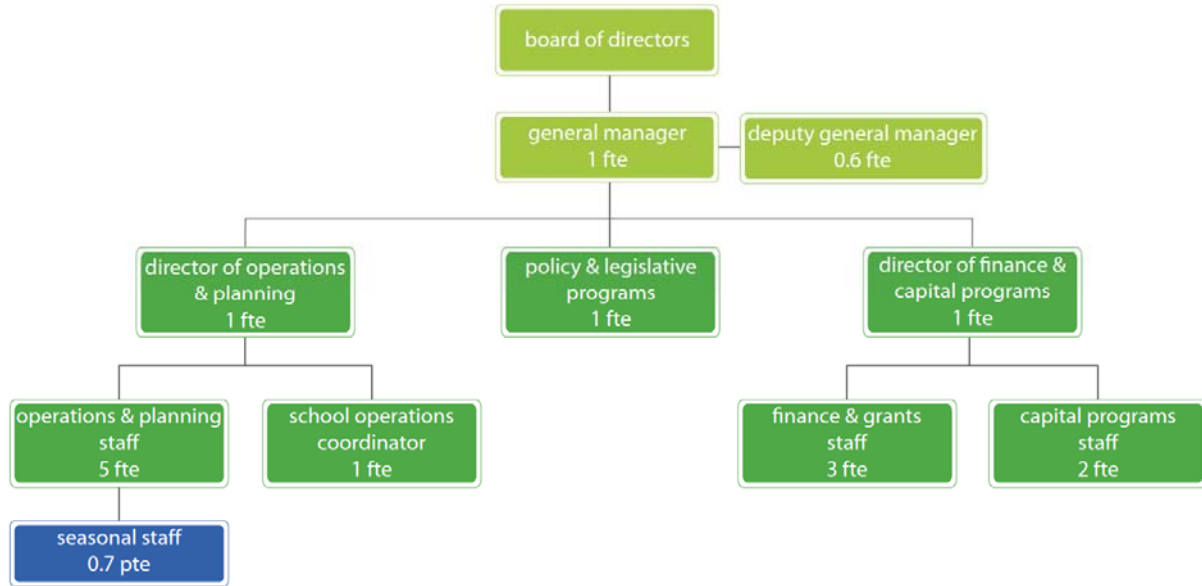 board of directors
general manager
1 fte
deputy general manager
0.6 fte
director of operations
& planning
1 fte
policy & legislative
programs
1 fte
director of finance &
capital programs
1 fte
operations & planning
staff
5 fte
school operations
coordinator
1 fte
finance & grants
staff
3 fte
capital programs
staff
2 fte
seasonal staff
0.7 pte